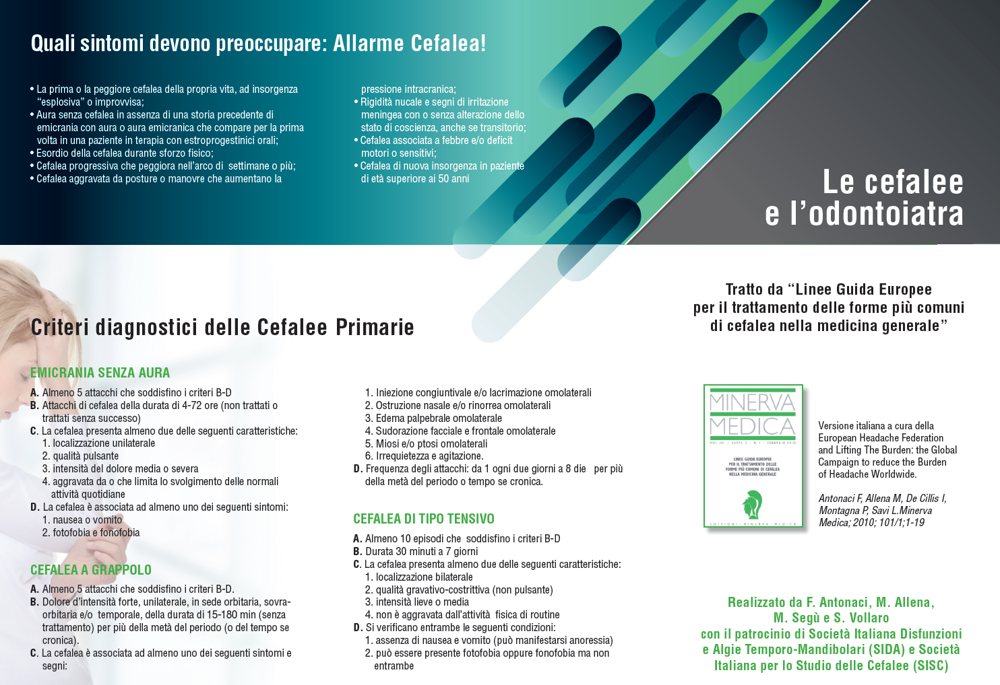 Quali sintomi devono preoccupare: Allarme Cefalea!
• La prima o la peggiore cefalea della propria vita, ad insorgenza
“esplosiva” o improvvisa;
• Aura senza cefalea in assenza di una storia precedente di
emicrania con aura o aura emicranica che compare per la prima
volta in una paziente in terapia con estroprogestinici orali;
• Esordio della cefalea durante sforzo fisico;
• Cefalea progressiva che peggiora nell’arco di settimane o più;
• Cefalea aggravata da posture o manovre che aumentano la
pressione intracranica;
• Rigidità nucale e segni di irritazione
meningea con o senza alterazione dello
stato di coscienza, anche se transitorio;
• Cefalea associata a febbre e/o deficit
motori o sensitivi;
• Cefalea di nuova insorgenza in paziente
di età superiore ai 50 anni
Le cefalee
e l’odontoiatra
Criteri diagnostici delle Cefalee Primarie
EMICRANIA SENZA AURA
A. Almeno 5 attacchi che soddisfino i criteri B-D
B. Attacchi di cefalea della durata di 4-72 ore (non trattati o
trattati senza successo)
C. La cefalea presenta almeno due delle seguenti caratteristiche:
1. localizzazione unilaterale
2. qualità pulsante
3. intensità del dolore media o severa
4. aggravata da o che limita lo svolgimento delle normali
attività quotidiane
D. La cefalea è associata ad almeno uno dei seguenti sintomi:
1. nausea o vomito
2. fotofobia e fonofobia
CEFALEA A GRAPPOLO
A. Almeno 5 attacchi che soddisfino i criteri B-D.
B. Dolore d’intensità forte, unilaterale, in sede orbitaria, sovra-
orbitaria e/o temporale, della durata di 15-180 min (senza
trattamento) per più della metà del periodo (o del tempo se
cronica).
C. La cefalea è associata ad almeno uno dei seguenti sintomi e
segni:
1. Iniezione congiuntivale e/o lacrimazione omolaterali
2. Ostruzione nasale e/o rinorrea omolaterali
3. Edema palpebrale omolaterale
4. Sudorazione facciale e frontale omolaterale
5. Miosi e/o ptosi omolaterali
6. Irrequietezza e agitazione.
D. Frequenza degli attacchi: da 1 ogni due giorni a 8 die per più
della metà del periodo o tempo se cronica.
CEFALEA DI TIPO TENSIVO
A. Almeno 10 episodi che soddisfino i criteri B-D
B. Durata 30 minuti a 7 giorni
C. La cefalea presenta almeno due delle seguenti caratteristiche:
1. localizzazione bilaterale
2. qualità gravativo-costrittiva (non pulsante)
3. intensità lieve o media
4. non è aggravata dall’attività fisica di routine
D. Si verificano entrambe le seguenti condizioni:
1. assenza di nausea e vomito (può manifestarsi anoressia)
2. può essere presente fotofobia oppure fonofobia ma non
entrambe
Tratto da “Linee Guida Europee
per il trattamento delle forme più comuni
di cefalea nella medicina generale”
MINERVA
MEDICA
VOL. 101 - SUPPL. 2 - N. 1 - FEBBRAIO 2010
LINEE GUIDA EUROPEE
PER IL TRATTAMENTO DELLE
FORME PIÙ COMUNI DI CEFALEA
NELLA MEDICINA GENERALE
EDIZIONI - MINERVA - MEDICA
Versione italiana a cura della
European Headache Federation
and Lifting The Burden: the Global
Campaign to reduce the Burden
of Headache Worldwide.
Antonaci F, Allena M, De Cillis I,
Montagna P, Savi L.Minerva
Medica; 2010; 101/1;1-19
Realizzato da F. Antonaci, M. Allena,
M. Segù e S. Vollaro
con il patrocinio di Società Italiana Disfunzioni
e Algie Temporo-Mandibolari (SIDA) e Società
Italiana per lo Studio delle Cefalee (SISC)